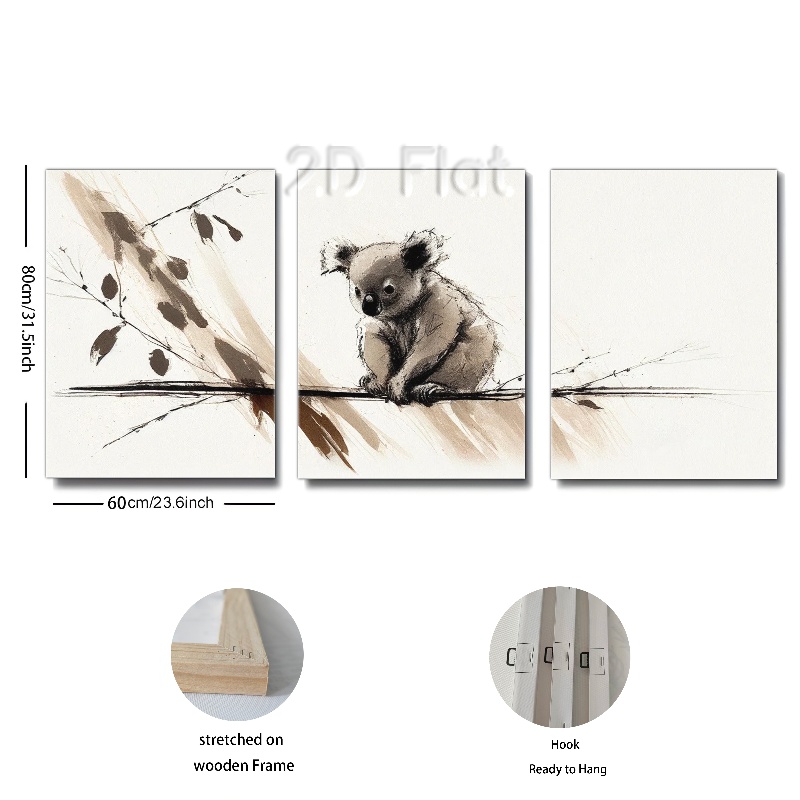 2D Flat
80cm/31.5inch
60cm/23.6inch
stretched on
wooden Frame
Hook
Ready to Hang